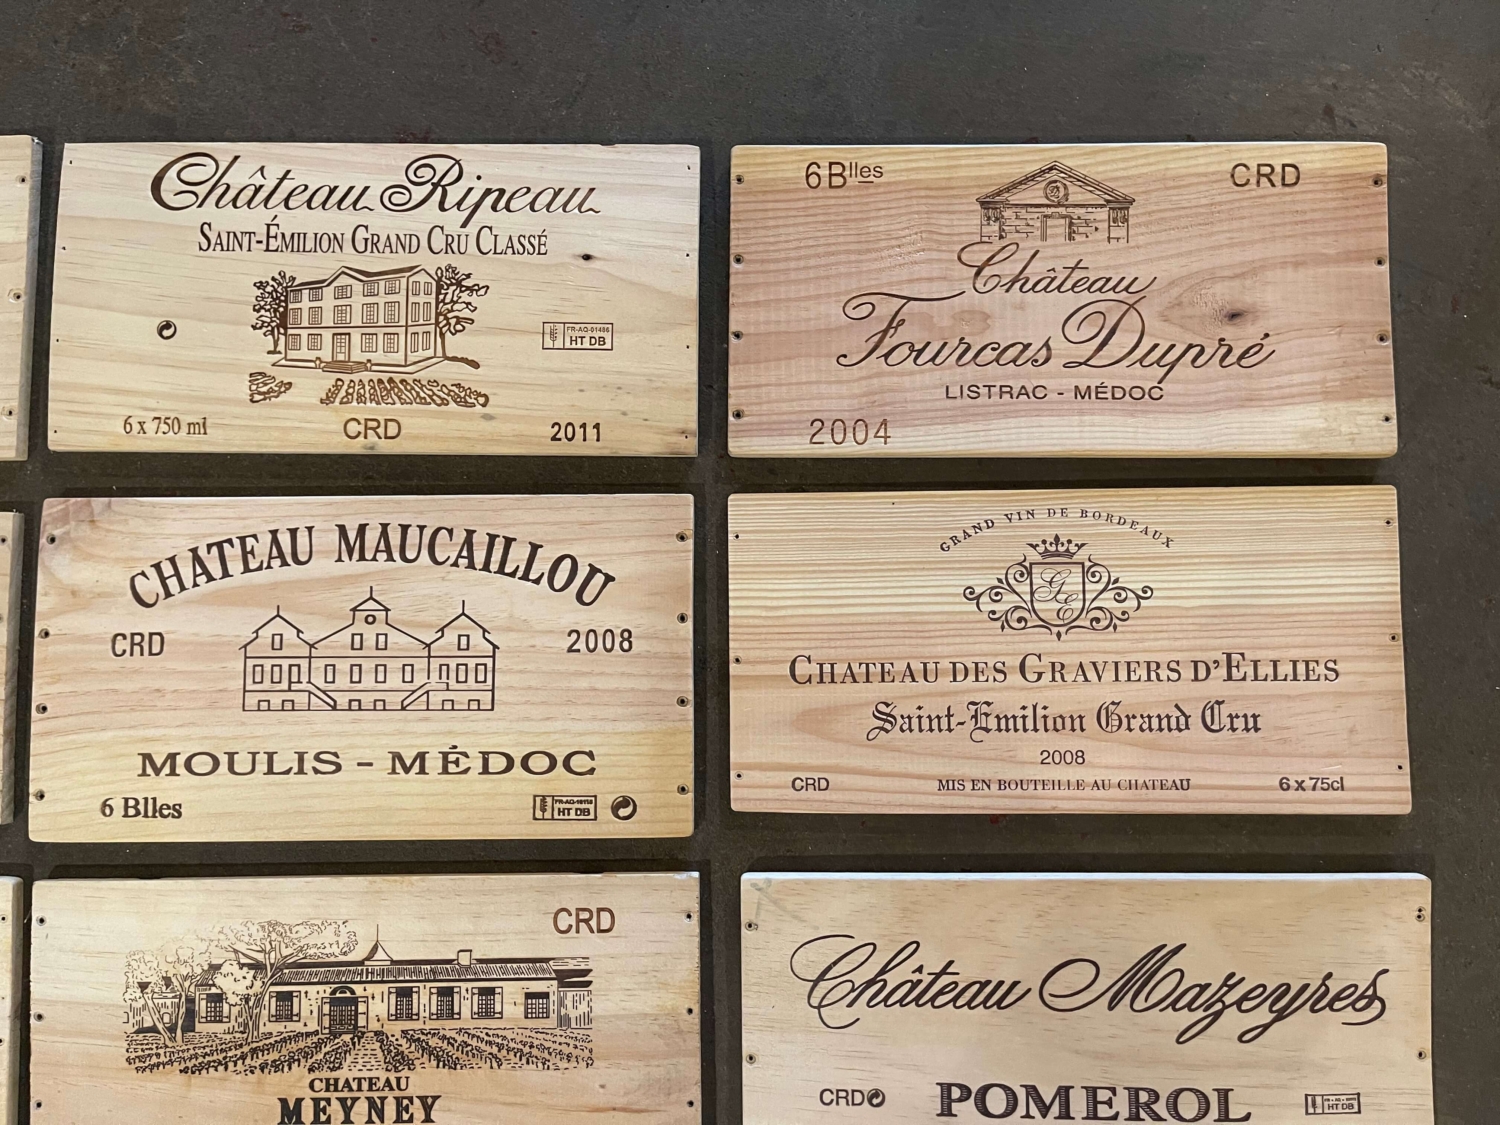 Château Ripeau
SAINT-ÉMILION GRAND CRU CLASSÉ
FR-AQ-01486
HT DB
6 x 750 ml
CRD
2011
6Blles
CRD
Château
Fourcas Dupré
LISTRAC - MÉDOC
2004
CHATEAU MAUCAILLOU
CRD
2008
MOULIS - MÉDOC
6 Blles
HT DB
GRAND VIN DE BORDEAUX
GE
CHATEAU DES GRAVIERS D'ELLIES
Saint-Emilion Grand Cru
2008
CRD
MIS EN BOUTEILLE AU CHATEAU
6 x 75cl
CRD
CHATEAU
MEYNEY
Château Mazeyres
CRD
POMEROL
HT DB